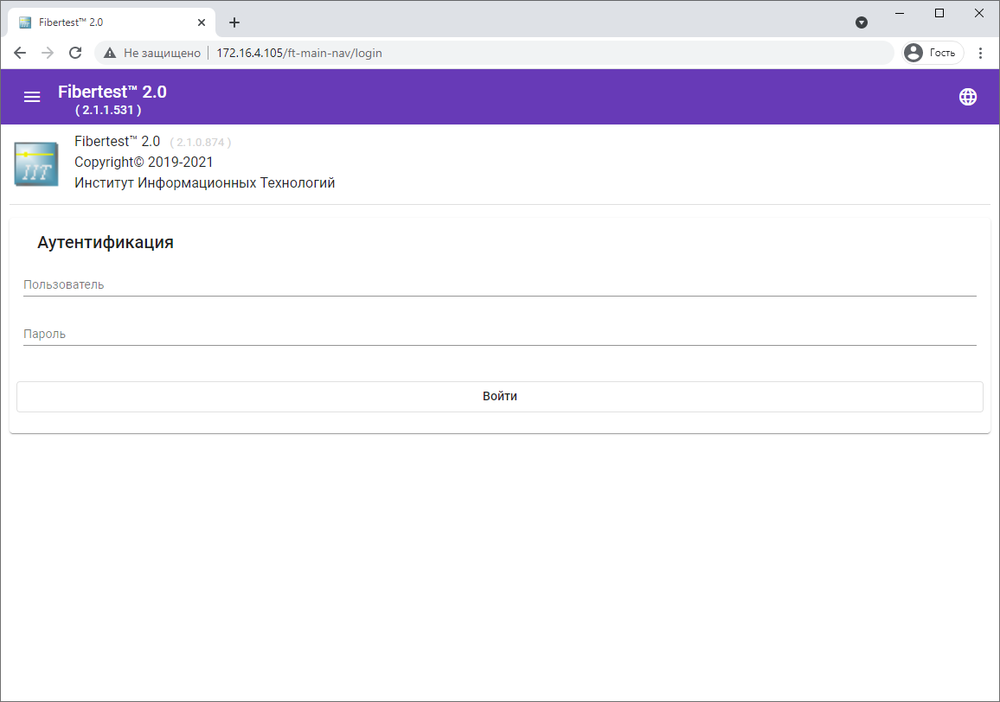 Fibertest™ 2.0
Не защищено
172.16.4.105/ft-main-nav/login
Гость
Fibertest™ 2.0
( 2.1.1.531 )
Fibertest™ 2.0 ( 2.1.0.874 )
Copyright© 2019-2021
IIT
Институт Информационных Технологий
Аутентификация
Пользователь
Пароль
Войти